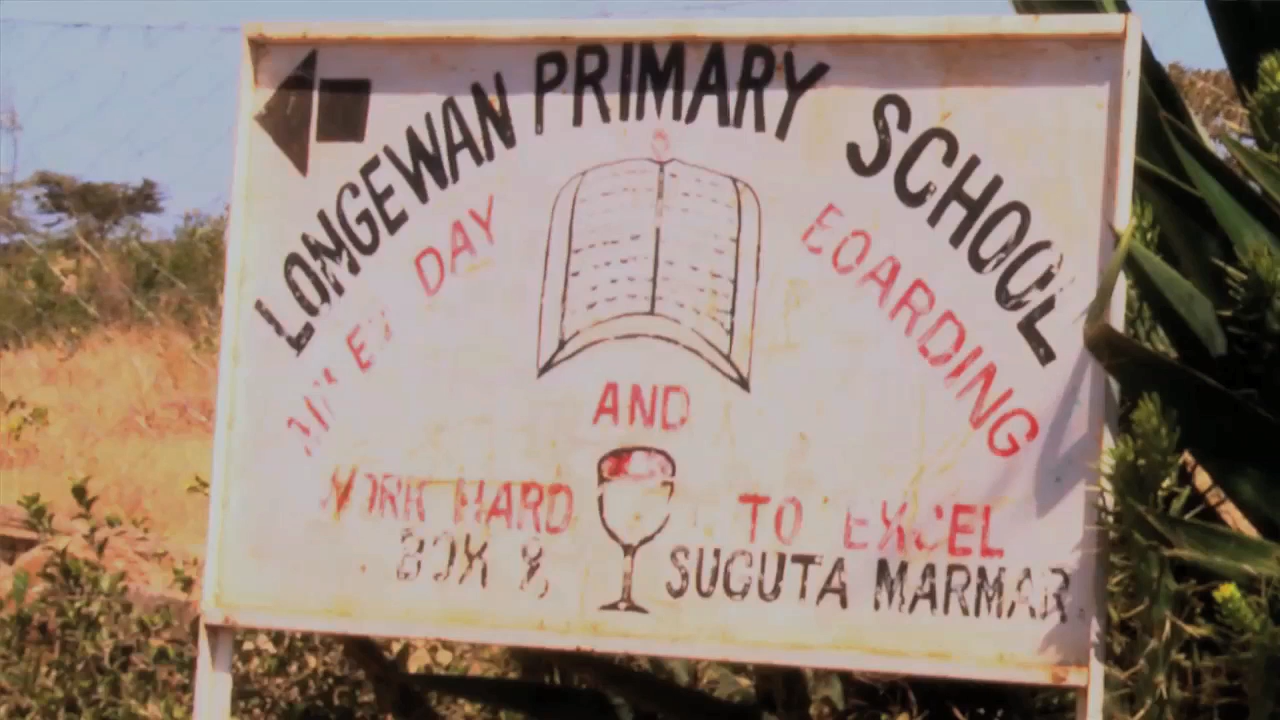 LONGEWAN PRIMARY SCHOOL
MIXED DAY AND BOARDING
WORK HARD TO EXCEL
BOX 8, SUGUTA MARMAR